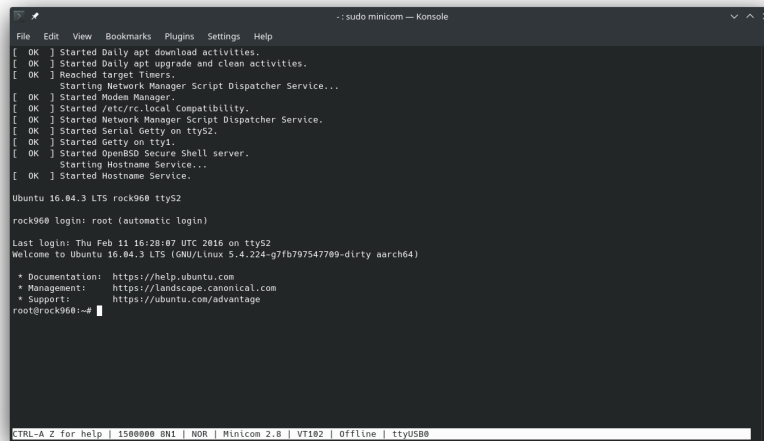 - : sudo minicom — Konsole
File Edit View Bookmarks Plugins Settings Help
[  OK  ] Started Daily apt download activities.
[  OK  ] Started Daily apt upgrade and clean activities.
[  OK  ] Reached target Timers.
         Starting Network Manager Script Dispatcher Service...
[  OK  ] Started Modem Manager.
[  OK  ] Started /etc/rc.local Compatibility.
[  OK  ] Started Network Manager Script Dispatcher Service.
[  OK  ] Started Serial Getty on ttyS2.
[  OK  ] Started Getty on tty1.
[  OK  ] Started OpenBSD Secure Shell server.
         Starting Hostname Service...
[  OK  ] Started Hostname Service.
Ubuntu 16.04.3 LTS rock960 ttyS2
rock960 login: root (automatic login)
Last login: Thu Feb 11 16:28:07 UTC 2016 on ttyS2
Welcome to Ubuntu 16.04.3 LTS (GNU/Linux 5.4.224-g7fb797547709-dirty aarch64)
 * Documentation:  https://help.ubuntu.com
 * Management:     https://landscape.canonical.com
 * Support:        https://ubuntu.com/advantage
root@rock960:~#
CTRL-A Z for help | 1500000 8N1 | NOR | Minicom 2.8 | VT102 | Offline | ttyUSB0